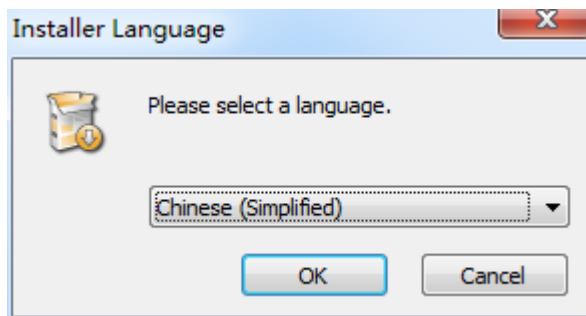 Installer Language
Please select a language.
Chinese (Simplified)
OK
Cancel